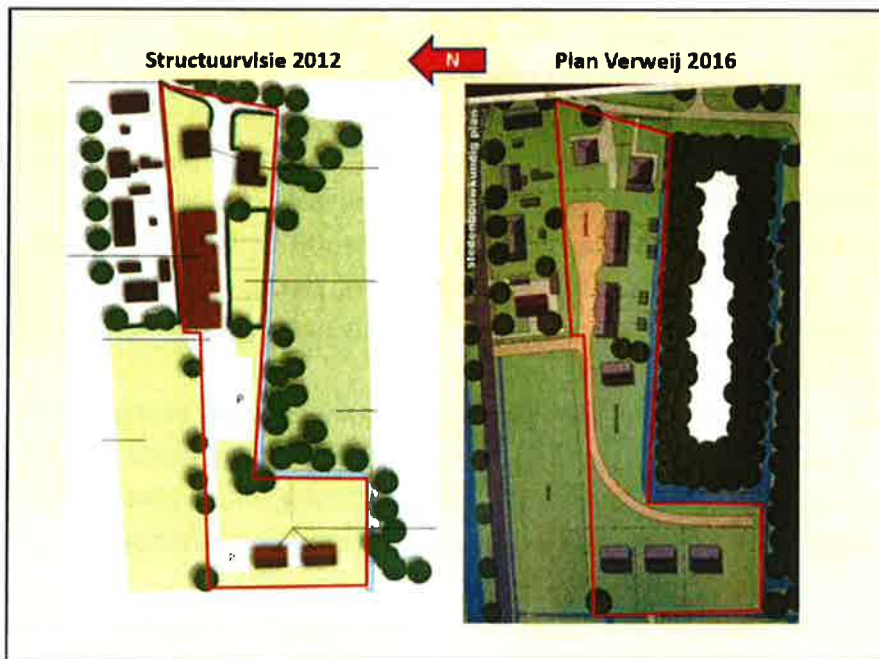 Structuurvisie 2012
N
Plan Verweij 2016
stedenbouwkundig plan
P
P